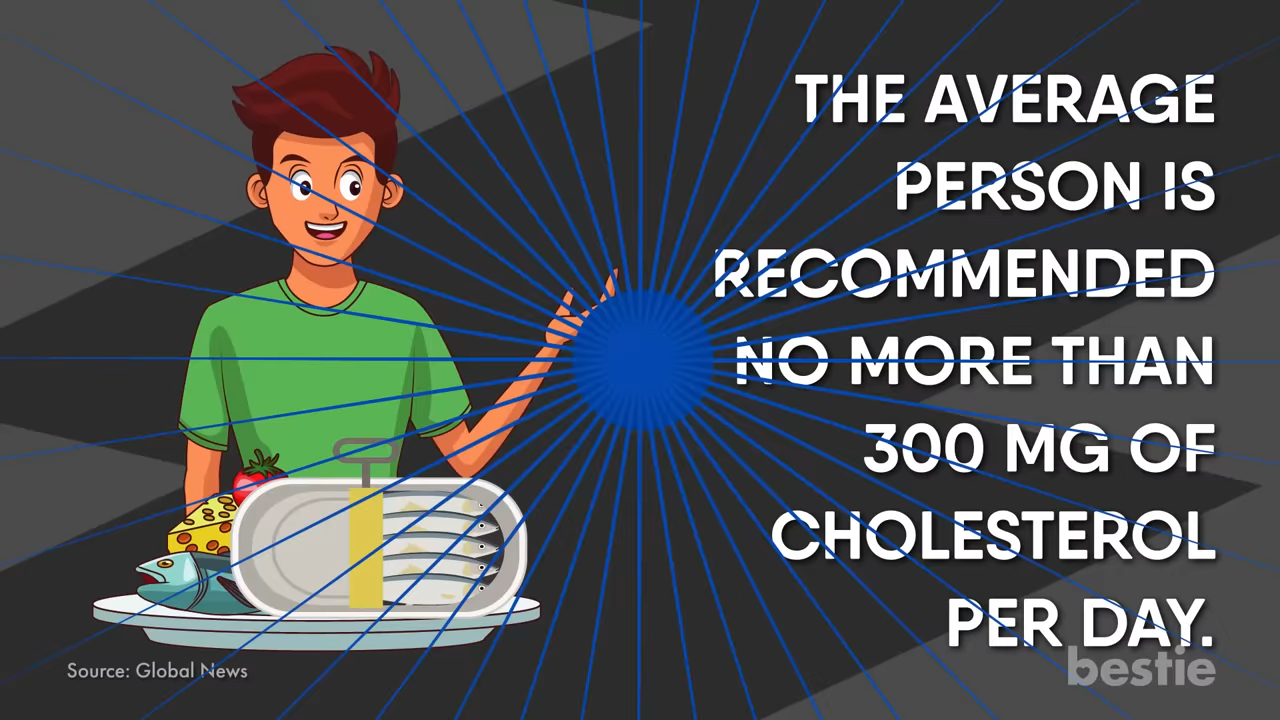 THE AVERAGE
PERSON IS
RECOMMENDED
NO MORE THAN
300 MG OF
CHOLESTEROL
PER DAY.
Source: Global News
bestie